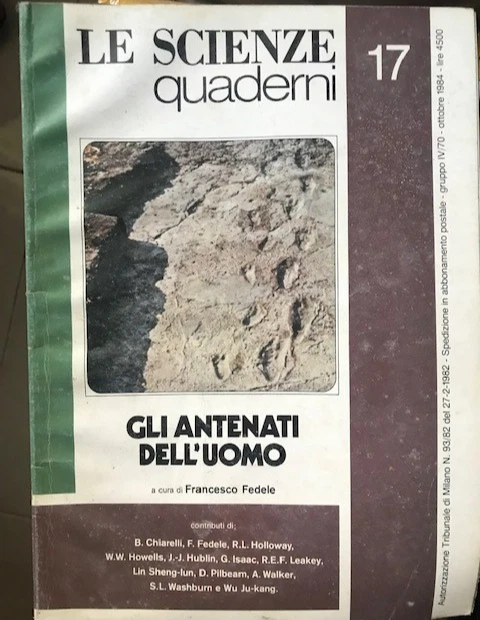 LE SCIENZE
quaderni
17
GLI ANTENATI
DELL'UOMO
a cura di Francesco Fedele
contributi di:
B. Chiarelli, F. Fedele, R.L. Holloway,
W.W. Howells, J.-J. Hublin, G. Isaac, R.E.F. Leakey,
Lin Sheng-lun, D. Pilbeam, A. Walker,
S.L. Washburn e Wu Ju-kang.
Autorizzazione Tribunale di Milano N. 93/82 del 27-2-1982 - Spedizione in abbonamento postale - gruppo IV/70 - ottobre 1984 - lire 4500